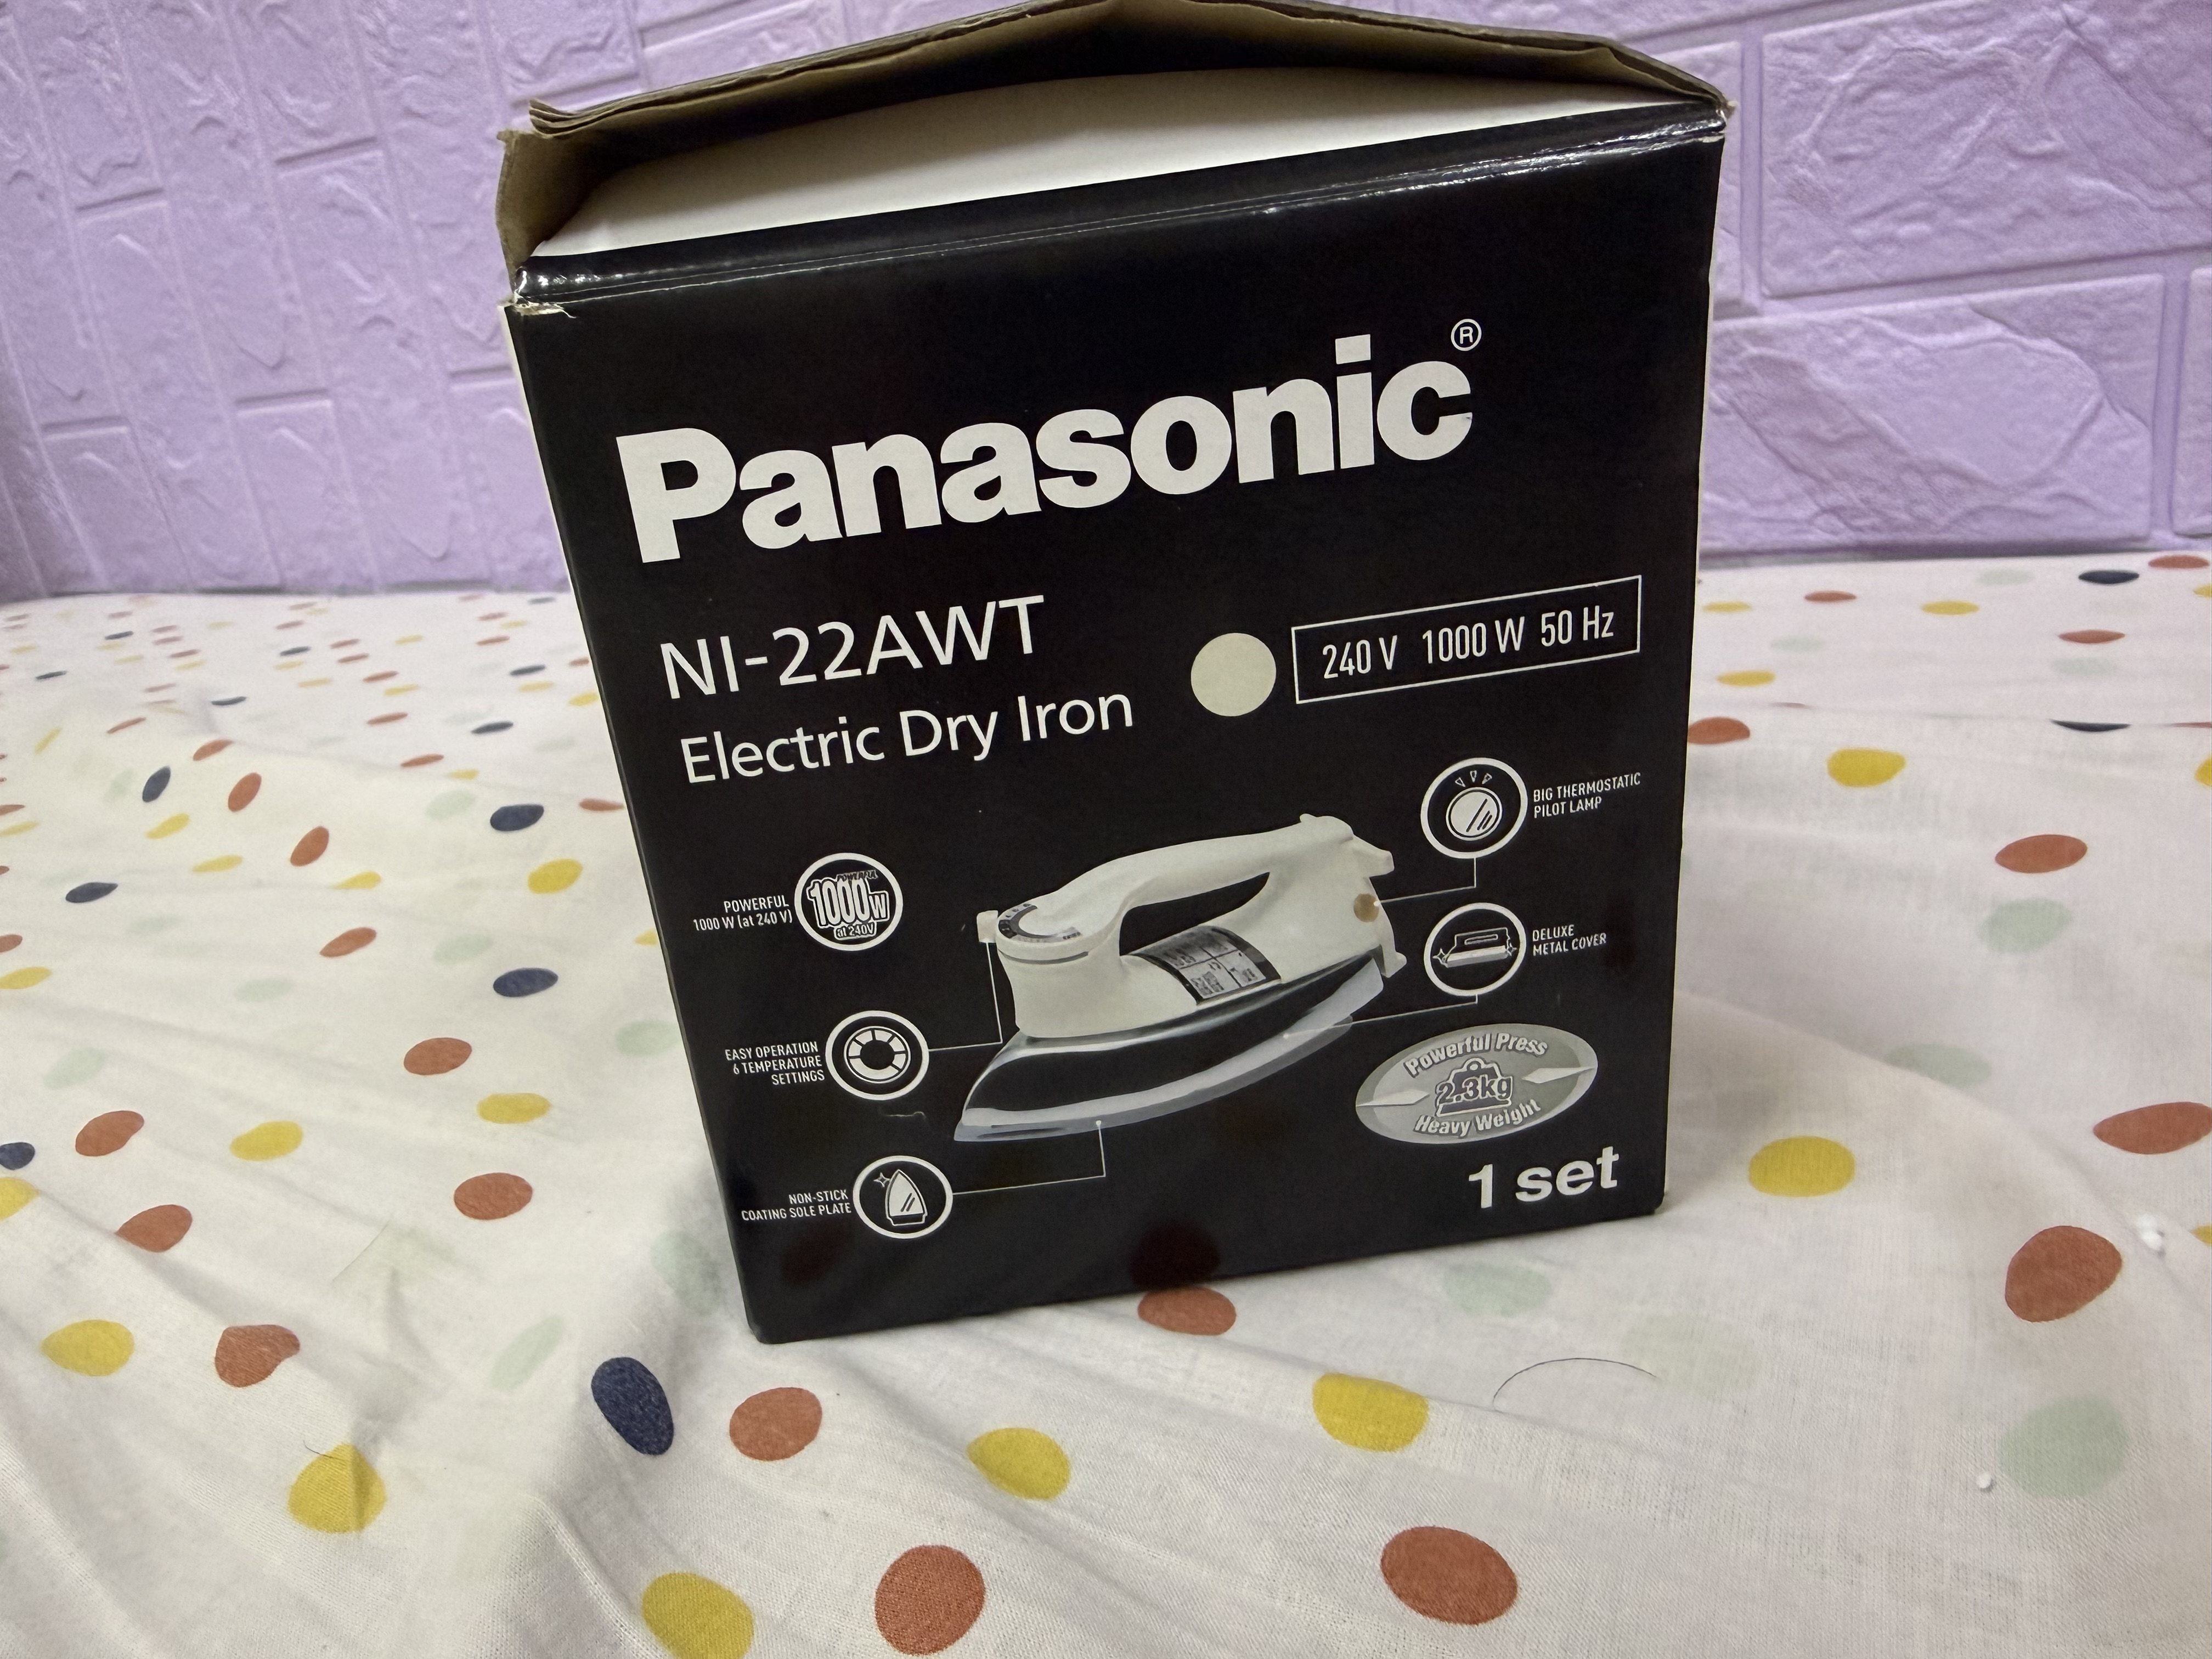 Panasonic®
NI-22AWT
Electric Dry Iron
240 V 1000 W 50 Hz
BIG THERMOSTATIC
PILOT LAMP
POWERFUL
1000 W (at 240 V)
POWERFUL
1000W
at 240V
DELUXE
METAL COVER
EASY OPERATION
6 TEMPERATURE
SETTINGS
Powerful Press
2.3kg
Heavy Weight
NON-STICK
COATING SOLE PLATE
1 set